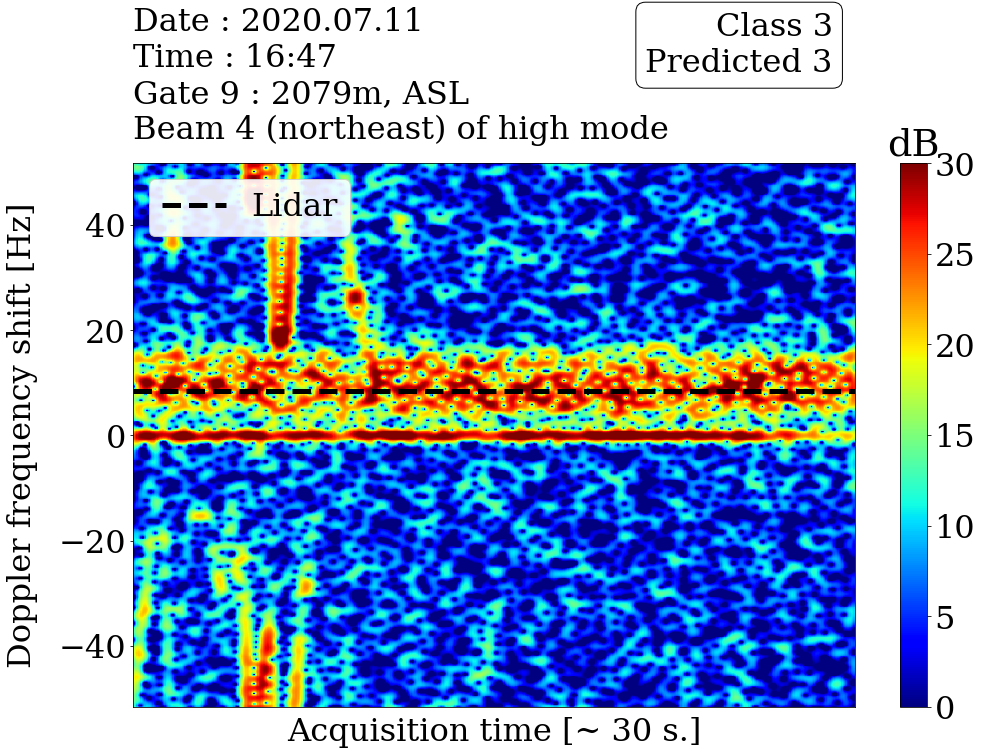 Date : 2020.07.11
Time : 16:47
Gate 9 : 2079m, ASL
Beam 4 (northeast) of high mode
Class 3
Predicted 3
dB
Lidar
Doppler frequency shift [Hz]
40
20
0
−20
−40
30
25
20
15
10
5
0
Acquisition time [~ 30 s.]